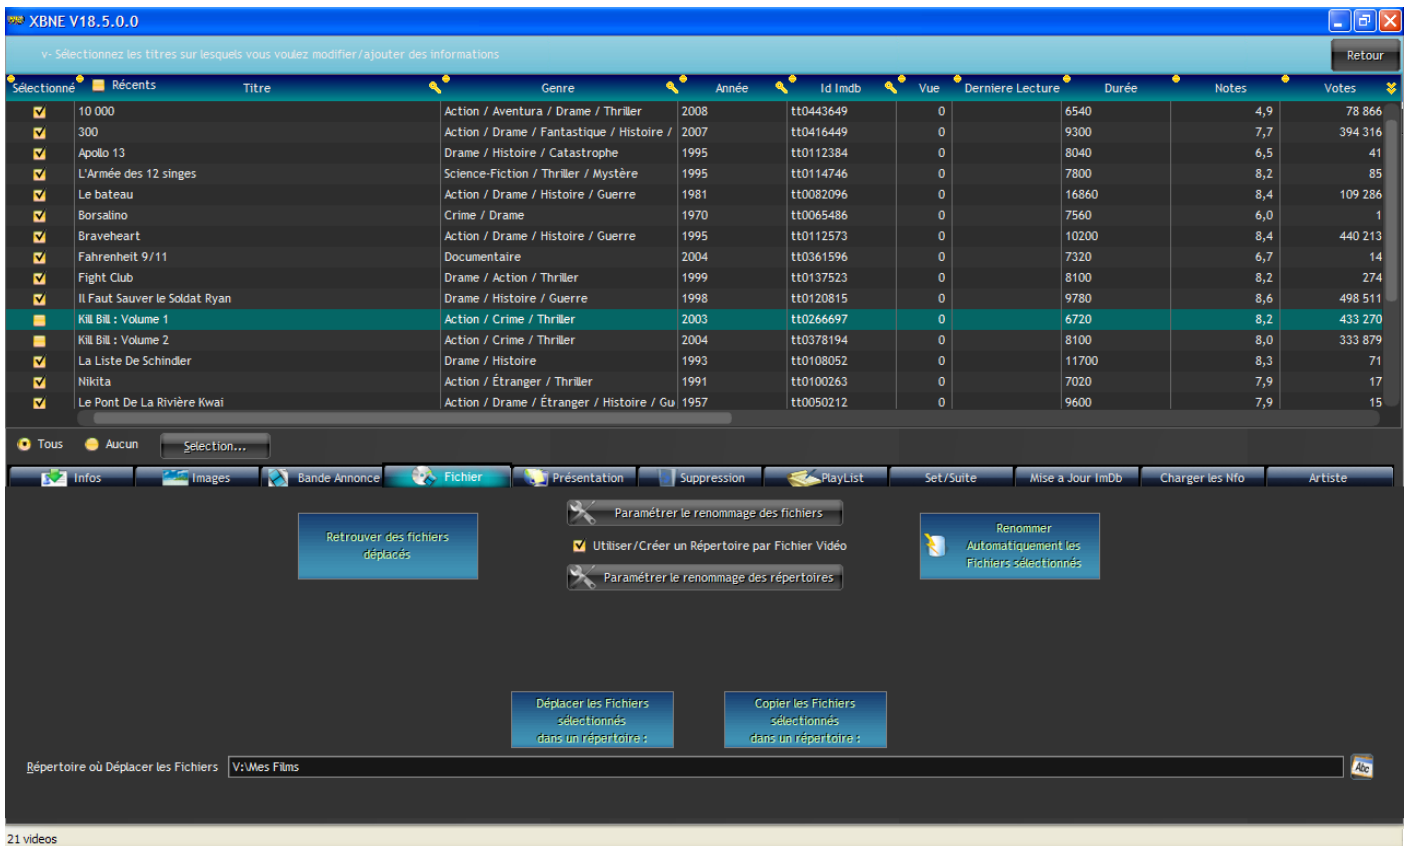 XBNE V18.5.0.0
v- Sélectionnez les titres sur lesquels vous voulez modifier/ajouter des informations
Retour
Sélectionné Récents Titre Genre Année Id Imdb Vue Derniere Lecture Durée Notes Votes
10 000 Action / Aventura / Drame / Thriller 2008 tt0443649 0 6540 4,9 78 866
300 Action / Drame / Fantastique / Histoire / 2007 tt0416449 0 9300 7,7 394 316
Apollo 13 Drame / Histoire / Catastrophe 1995 tt0112384 0 8040 6,5 41
L'Armée des 12 singes Science-Fiction / Thriller / Mystère 1995 tt0114746 0 7800 8,2 85
Le bateau Action / Drame / Histoire / Guerre 1981 tt0082096 0 16860 8,4 109 286
Borsalino Crime / Drame 1970 tt0065486 0 7560 6,0 1
Braveheart Action / Drame / Histoire / Guerre 1995 tt0112573 0 10200 8,4 440 213
Fahrenheit 9/11 Documentaire 2004 tt0361596 0 7320 6,7 14
Fight Club Drame / Action / Thriller 1999 tt0137523 0 8100 8,2 274
Il Faut Sauver le Soldat Ryan Drame / Histoire / Guerre 1998 tt0120815 0 9780 8,6 498 511
Kill Bill : Volume 1 Action / Crime / Thriller 2003 tt0266697 0 6720 8,2 433 270
Kill Bill : Volume 2 Action / Crime / Thriller 2004 tt0378194 0 8100 8,0 333 879
La Liste De Schindler Drame / Histoire 1993 tt0108052 0 11700 8,3 71
Nikita Action / Étranger / Thriller 1991 tt0100263 0 7020 7,9 17
Le Pont De La Rivière Kwai Action / Drame / Étranger / Histoire / Gu 1957 tt0050212 0 9600 7,9 15
Tous Aucun Selection...
Infos Images Bande Annonce Fichier Présentation Suppression PlayList Set/Suite Mise a Jour ImDb Charger les Nfo Artiste
Retrouver des fichiers
déplacés
Paramétrer le renommage des fichiers
Utiliser/Créer un Répertoire par Fichier Vidéo
Paramétrer le renommage des répertoires
Renommer
Automatiquement les
Fichiers sélectionnés
Déplacer les Fichiers
sélectionnés
dans un répertoire :
Copier les Fichiers
sélectionnés
dans un répertoire :
Répertoire où Déplacer les Fichiers V:\Mes Films
Abc
21 videos